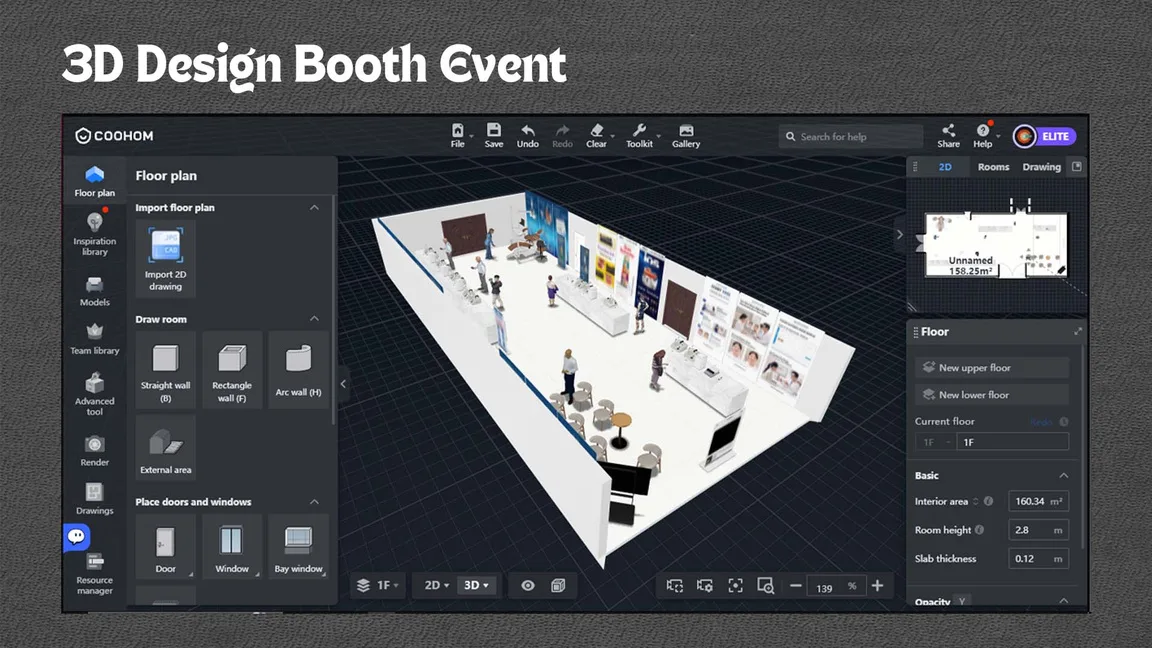 3D Design Booth Event
COOHOM
File
Save
Undo
Redo
Clear
Toolkit
Gallery
Search for help
Share
Help
ELITE
Floor plan
Inspiration
library
Models
Team library
Advanced
tool
Render
Drawings
Resource
manager
Floor plan
Import floor plan
JPG
CAD
Import 2D
drawing
Draw room
Straight wall
(B)
Rectangle
wall (F)
Arc wall (H)
External area
Place doors and windows
Door
Window
Bay window
1F
2D
3D
139 %
2D Rooms Drawing
Unnamed
158.25m²
Floor
New upper floor
New lower floor
Current floor
Redo
1F - 1F
Basic
Interior area 160.34 m²
Room height 2.8 m
Slab thickness 0.12 m
Opacity Y